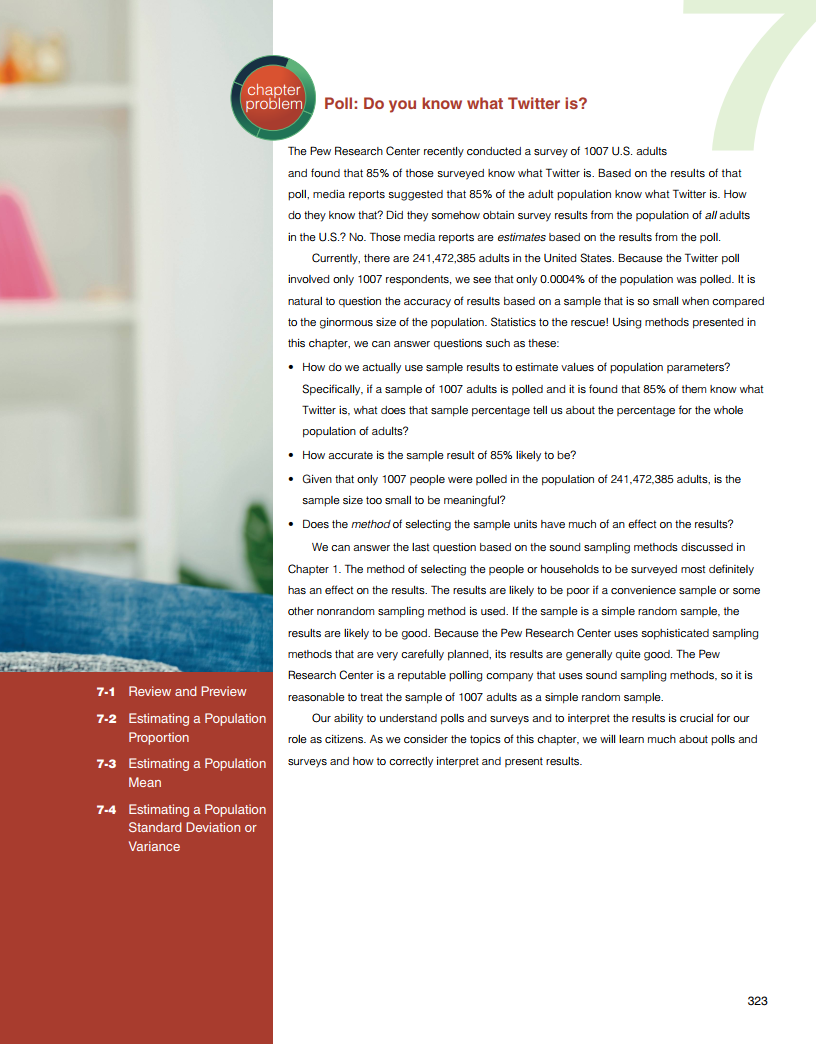 7
chapter
problem
Poll: Do you know what Twitter is?
The Pew Research Center recently conducted a survey of 1007 U.S. adults
and found that 85% of those surveyed know what Twitter is. Based on the results of that
poll, media reports suggested that 85% of the adult population know what Twitter is. How
do they know that? Did they somehow obtain survey results from the population of all adults
in the U.S.? No. Those media reports are estimates based on the results from the poll.
Currently, there are 241,472,385 adults in the United States. Because the Twitter poll
involved only 1007 respondents, we see that only 0.0004% of the population was polled. It is
natural to question the accuracy of results based on a sample that is so small when compared
to the ginormous size of the population. Statistics to the rescue! Using methods presented in
this chapter, we can answer questions such as these:
• How do we actually use sample results to estimate values of population parameters?
Specifically, if a sample of 1007 adults is polled and it is found that 85% of them know what
Twitter is, what does that sample percentage tell us about the percentage for the whole
population of adults?
• How accurate is the sample result of 85% likely to be?
• Given that only 1007 people were polled in the population of 241,472,385 adults, is the
sample size too small to be meaningful?
• Does the method of selecting the sample units have much of an effect on the results?
We can answer the last question based on the sound sampling methods discussed in
Chapter 1. The method of selecting the people or households to be surveyed most definitely
has an effect on the results. The results are likely to be poor if a convenience sample or some
other nonrandom sampling method is used. If the sample is a simple random sample, the
results are likely to be good. Because the Pew Research Center uses sophisticated sampling
methods that are very carefully planned, its results are generally quite good. The Pew
Research Center is a reputable polling company that uses sound sampling methods, so it is
reasonable to treat the sample of 1007 adults as a simple random sample.
Our ability to understand polls and surveys and to interpret the results is crucial for our
role as citizens. As we consider the topics of this chapter, we will learn much about polls and
surveys and how to correctly interpret and present results.
7-1 Review and Preview
7-2 Estimating a Population
Proportion
7-3 Estimating a Population
Mean
7-4 Estimating a Population
Standard Deviation or
Variance
323